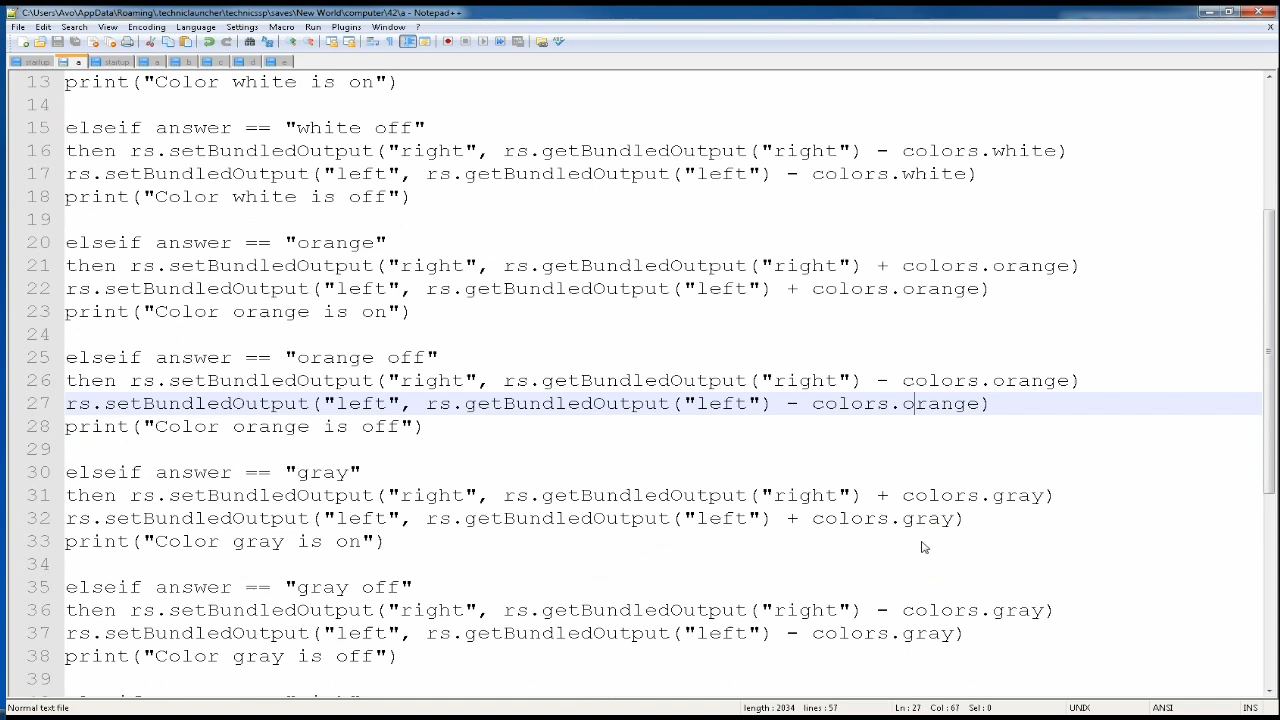 C:\Users\Avo\AppData\Roaming\.techniclauncher\technicssp\saves\New World\computer\42\a - Notepad++
File Edit Search View Encoding Language Settings Macro Run Plugins Window ?
X
startup a startup a b c d e
13 print("Color white is on")
14
15 elseif answer == "white off"
16 then rs.setBundledOutput("right", rs.getBundledOutput("right") - colors.white)
17 rs.setBundledOutput("left", rs.getBundledOutput("left") - colors.white)
18 print("Color white is off")
19
20 elseif answer == "orange"
21 then rs.setBundledOutput("right", rs.getBundledOutput("right") + colors.orange)
22 rs.setBundledOutput("left", rs.getBundledOutput("left") + colors.orange)
23 print("Color orange is on")
24
25 elseif answer == "orange off"
26 then rs.setBundledOutput("right", rs.getBundledOutput("right") - colors.orange)
27 rs.setBundledOutput("left", rs.getBundledOutput("left") - colors.orange)
28 print("Color orange is off")
29
30 elseif answer == "gray"
31 then rs.setBundledOutput("right", rs.getBundledOutput("right") + colors.gray)
32 rs.setBundledOutput("left", rs.getBundledOutput("left") + colors.gray)
33 print("Color gray is on")
34
35 elseif answer == "gray off"
36 then rs.setBundledOutput("right", rs.getBundledOutput("right") - colors.gray)
37 rs.setBundledOutput("left", rs.getBundledOutput("left") - colors.gray)
38 print("Color gray is off")
39
Normal text file length : 2034 lines : 57 Ln : 27 Col : 67 Sel : 0 UNIX ANSI INS